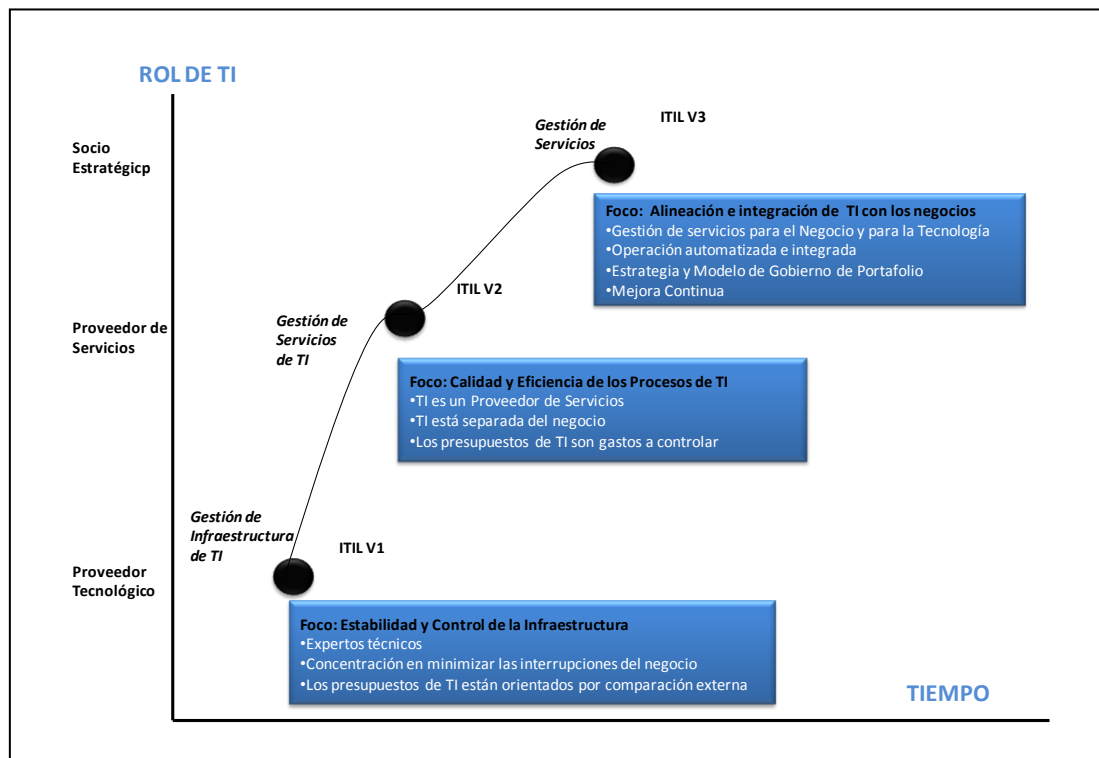 ROL DE TI
ITIL V3
Gestión de
Servicios
Socio
Estratégicp
Foco:  Alineación e integración de  TI con los negocios
•Gestión de servicios para el Negocio y para la Tecnología
•Operación automatizada e integrada
•Estrategia y Modelo de Gobierno de Portafolio
•Mejora Continua
ITIL V2
Gestión de
Servicios
de TI
Proveedor de
Servicios
Foco: Calidad y Eficiencia de los Procesos de TI
•TI es un Proveedor de Servicios
•TI está separada del negocio
•Los presupuestos de TI son gastos a controlar
Gestión de
Infraestructura
de TI
ITIL V1
Proveedor
Tecnológico
Foco: Estabilidad y Control de la Infraestructura
•Expertos técnicos
•Concentración en minimizar las interrupciones del negocio
•Los presupuestos de TI están orientados por comparación externa
TIEMPO